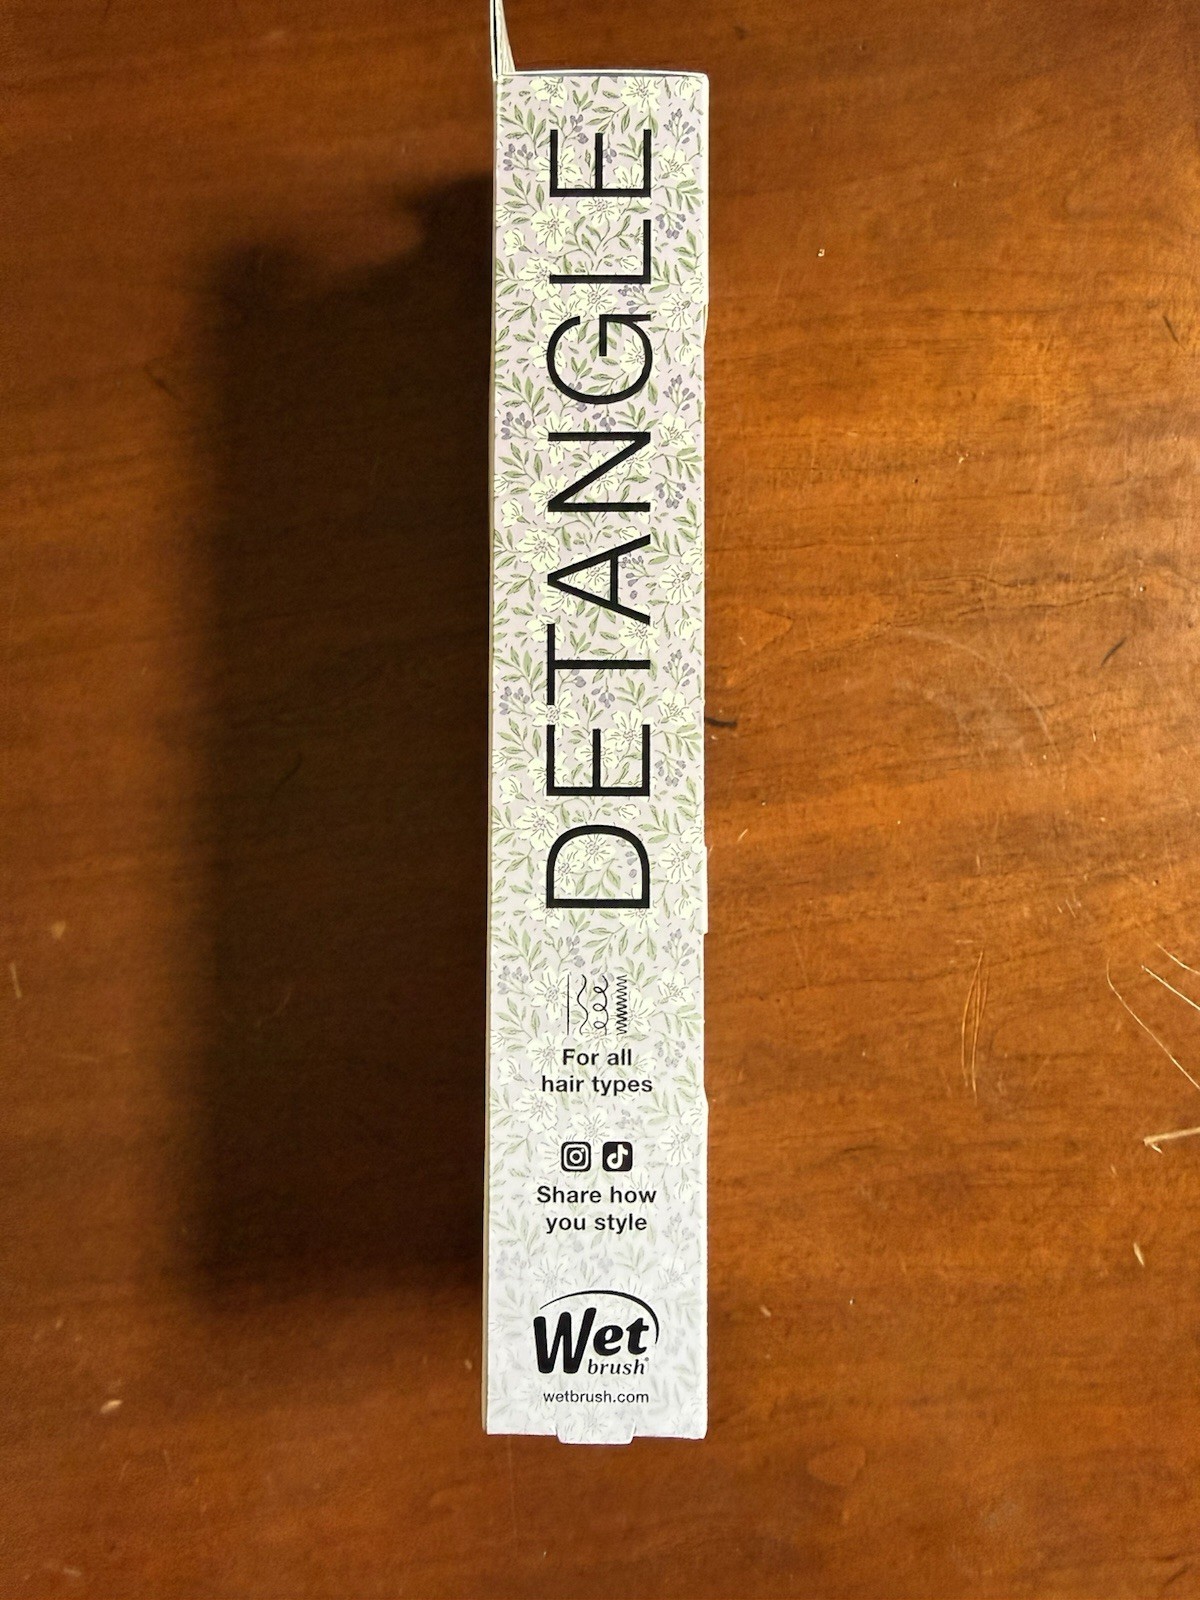 DETANGLE
For all
hair types
Share how
you style
Wet
brush®
wetbrush.com